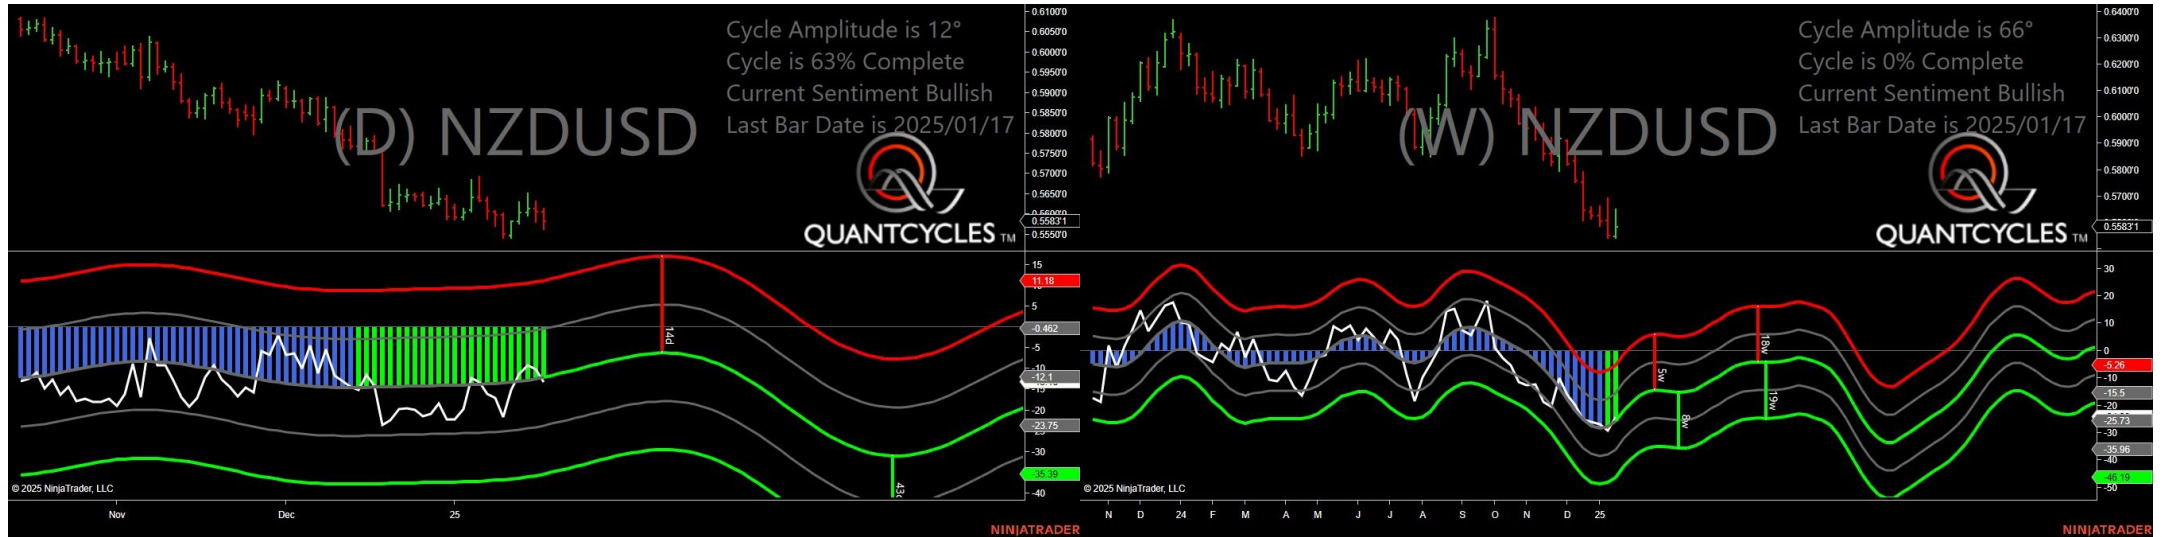 Cycle Amplitude is 12°
Cycle is 63% Complete
Current Sentiment Bullish
Last Bar Date is 2025/01/17
(D) NZDUSD
QUANTCYCLES TM
0.6100'0
0.6050'0
0.6000'0
0.5950'0
0.5900'0
0.5850'0
0.5800'0
0.5750'0
0.5700'0
0.5650'0
0.5583'1
0.5550'0
15
11.18
5
-0.462
-5
-12.1
-20
-23.75
-30
-35.39
-40
14d
© 2025 NinjaTrader, LLC
Nov
Dec
25
NINJATRADER
Cycle Amplitude is 66°
Cycle is 0% Complete
Current Sentiment Bullish
Last Bar Date is 2025/01/17
(W) NZDUSD
QUANTCYCLES TM
0.6400'0
0.6300'0
0.6200'0
0.6100'0
0.6000'0
0.5900'0
0.5800'0
0.5700'0
0.5583'1
30
20
10
0
-5.26
-10
-15.5
-20
-25.73
-30
-35.96
-40
-46.19
-50
5w
8w
18w
19w
© 2025 NinjaTrader, LLC
N
D
24
F
M
A
M
J
J
A
S
O
N
D
25
NINJATRADER